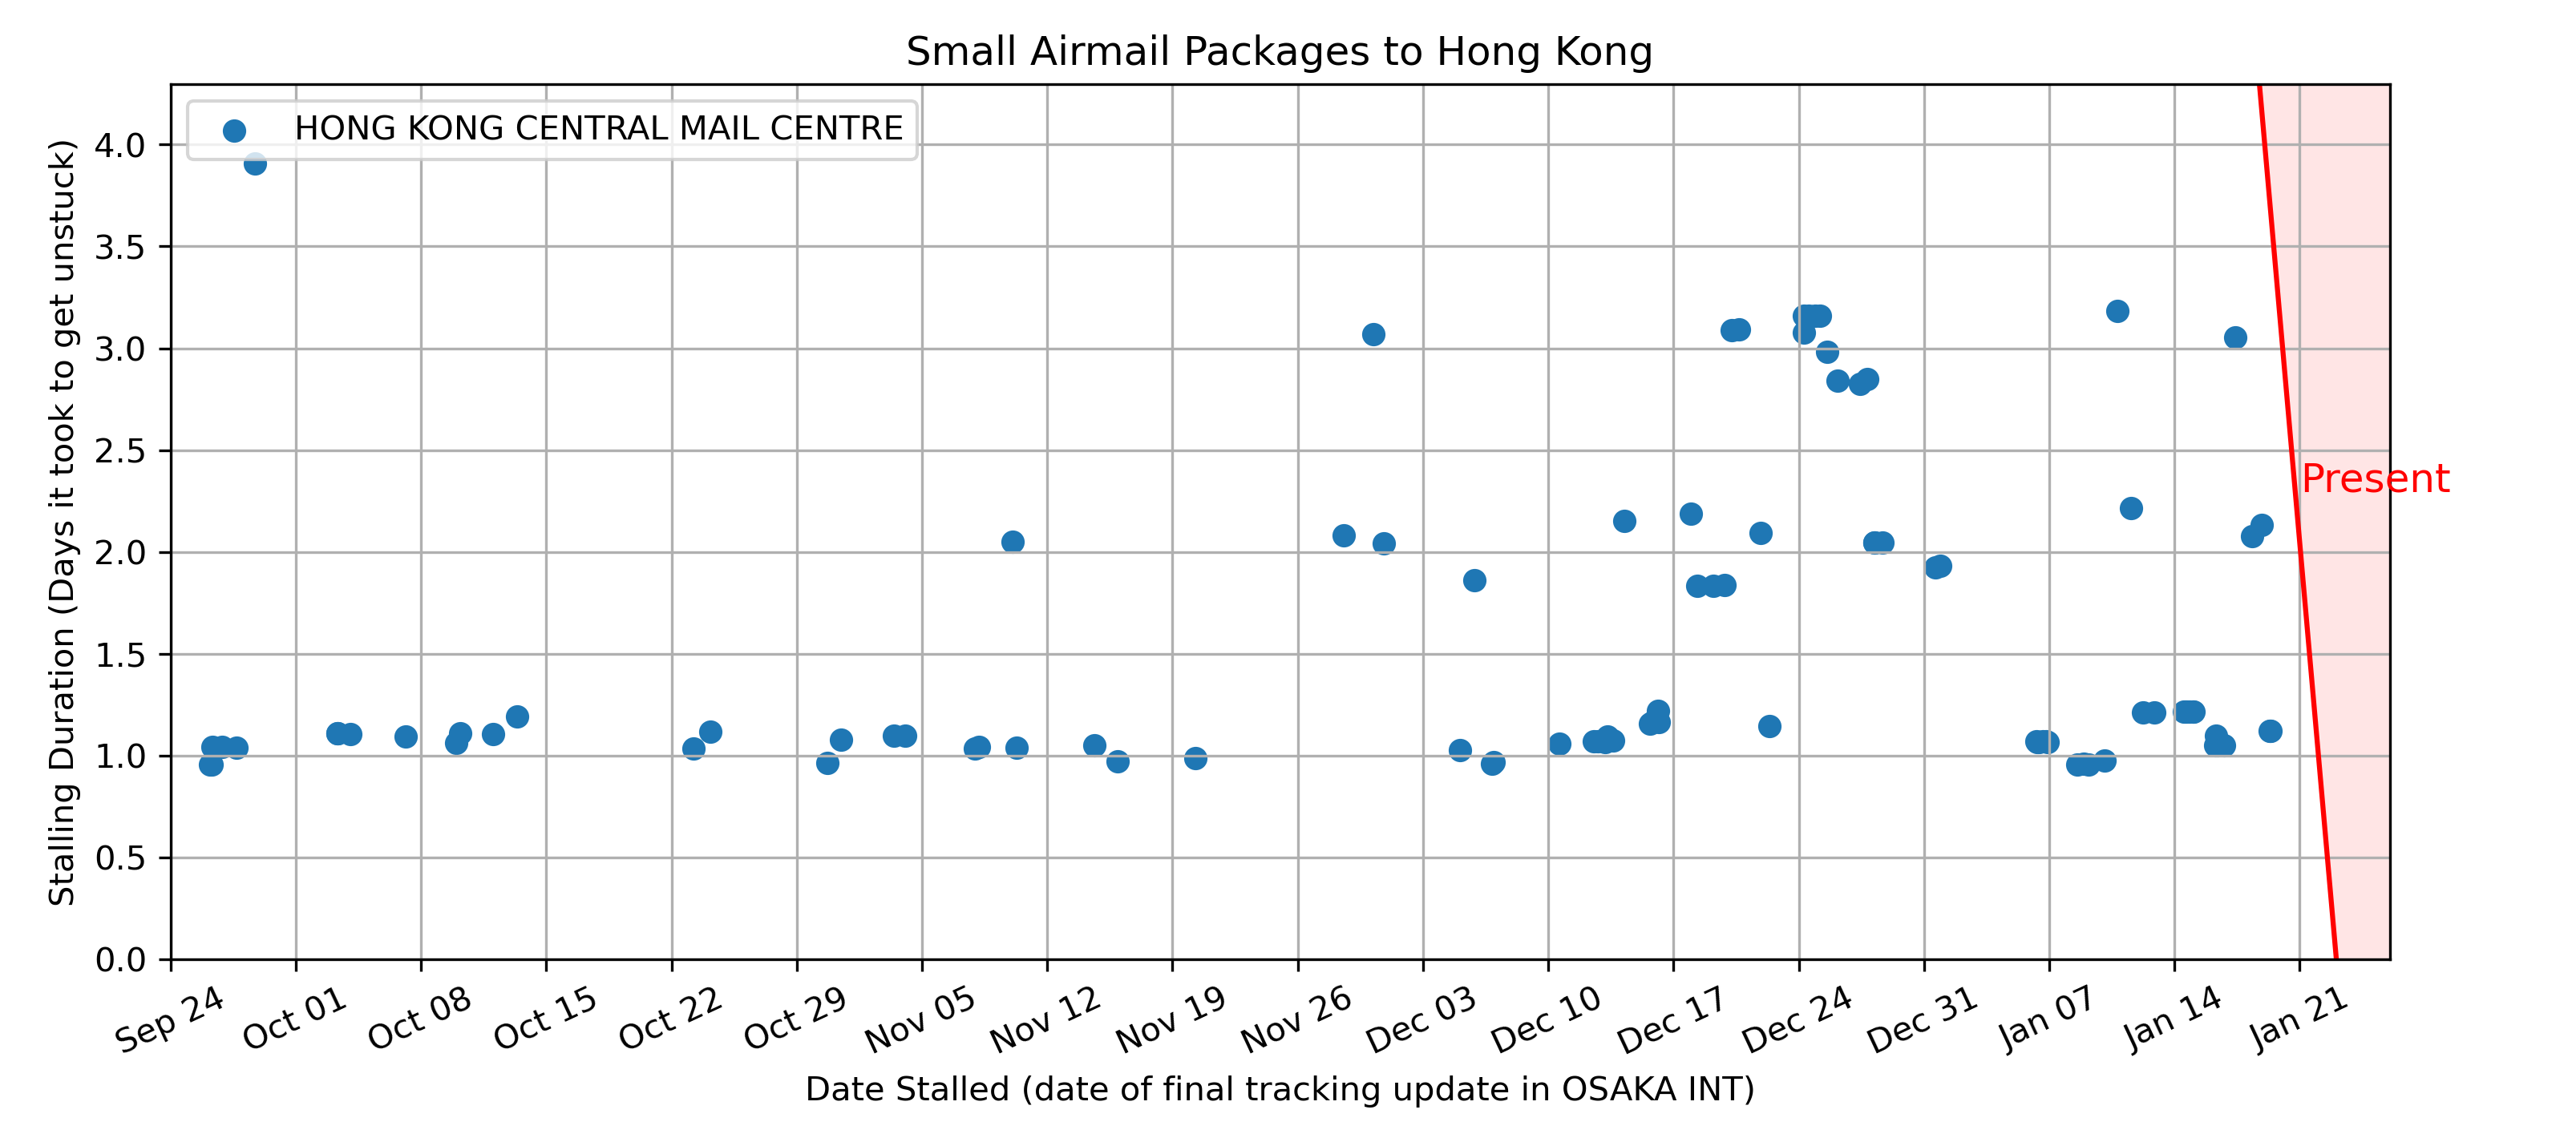 Small Airmail Packages to Hong Kong
HONG KONG CENTRAL MAIL CENTRE
Stalling Duration (Days it took to get unstuck)
4.0
3.5
3.0
2.5
2.0
1.5
1.0
0.5
0.0
Present
Sep 24
Oct 01
Oct 08
Oct 15
Oct 22
Oct 29
Nov 05
Nov 12
Nov 19
Nov 26
Dec 03
Dec 10
Dec 17
Dec 24
Dec 31
Jan 07
Jan 14
Jan 21
Date Stalled (date of final tracking update in OSAKA INT)